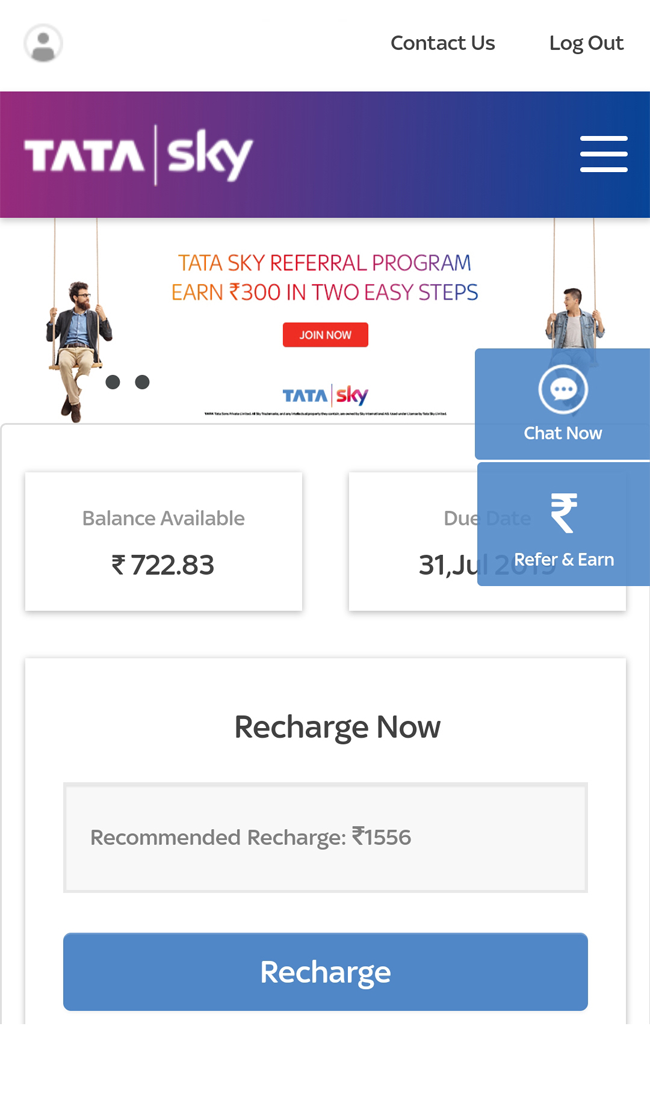 Contact Us Log Out
TATA sky
TATA SKY REFERRAL PROGRAM
EARN ₹300 IN TWO EASY STEPS
JOIN NOW
TATA sky
Chat Now
Balance Available
₹ 722.83
Due Date
31,Jul 2019
₹
Refer & Earn
Recharge Now
Recommended Recharge: ₹1556
Recharge